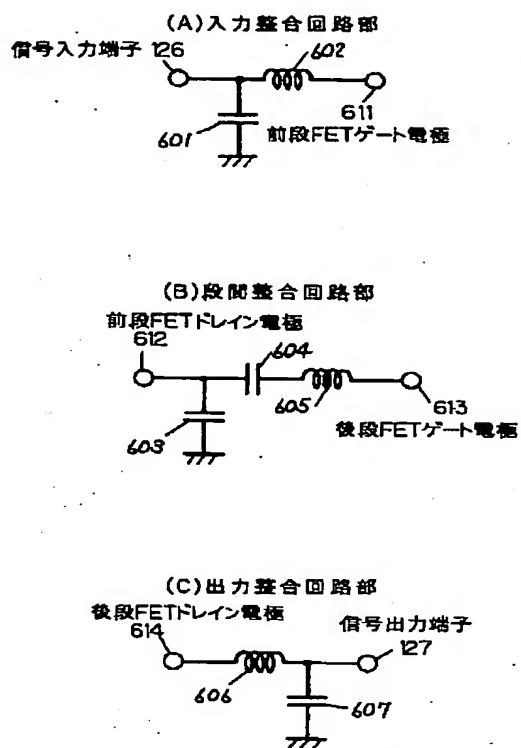 (A)入力整合回路部
602
信号入力端子 126
611
601
前段FETゲート電極
(B)段間整合回路部
前段FETドレイン電極
612
604
605
613
603
後段FETゲート電極
(C)出力整合回路部
後段FETドレイン電極
614
信号出力端子
127
606
607